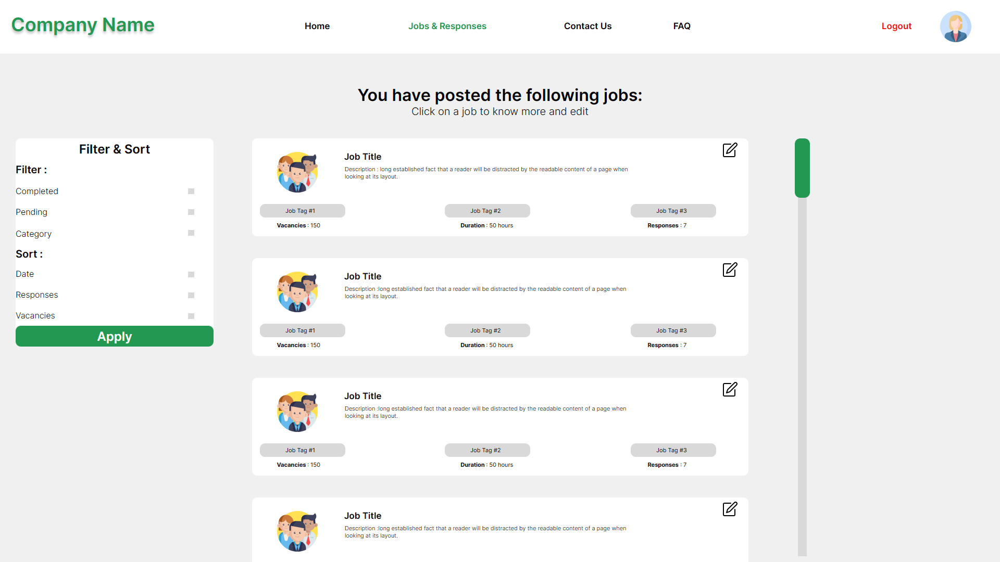 Company Name
Home
Jobs & Responses
Contact Us
FAQ
Logout
You have posted the following jobs:
Click on a job to know more and edit
Filter & Sort
Filter :
Completed
Pending
Category
Sort :
Date
Responses
Vacancies
Apply
Job Title
Description : long established fact that a reader will be distracted by the readable content of a page when
looking at its layout.
Job Tag #1
Job Tag #2
Job Tag #3
Vacancies : 150
Duration : 50 hours
Responses : 7
Job Title
Description :long established fact that a reader will be distracted by the readable content of a page when
looking at its layout.
Job Tag #1
Job Tag #2
Job Tag #3
Vacancies : 150
Duration : 50 hours
Responses : 7
Job Title
Description :long established fact that a reader will be distracted by the readable content of a page when
looking at its layout.
Job Tag #1
Job Tag #2
Job Tag #3
Vacancies : 150
Duration : 50 hours
Responses : 7
Job Title
Description :long established fact that a reader will be distracted by the readable content of a page when
looking at its layout.